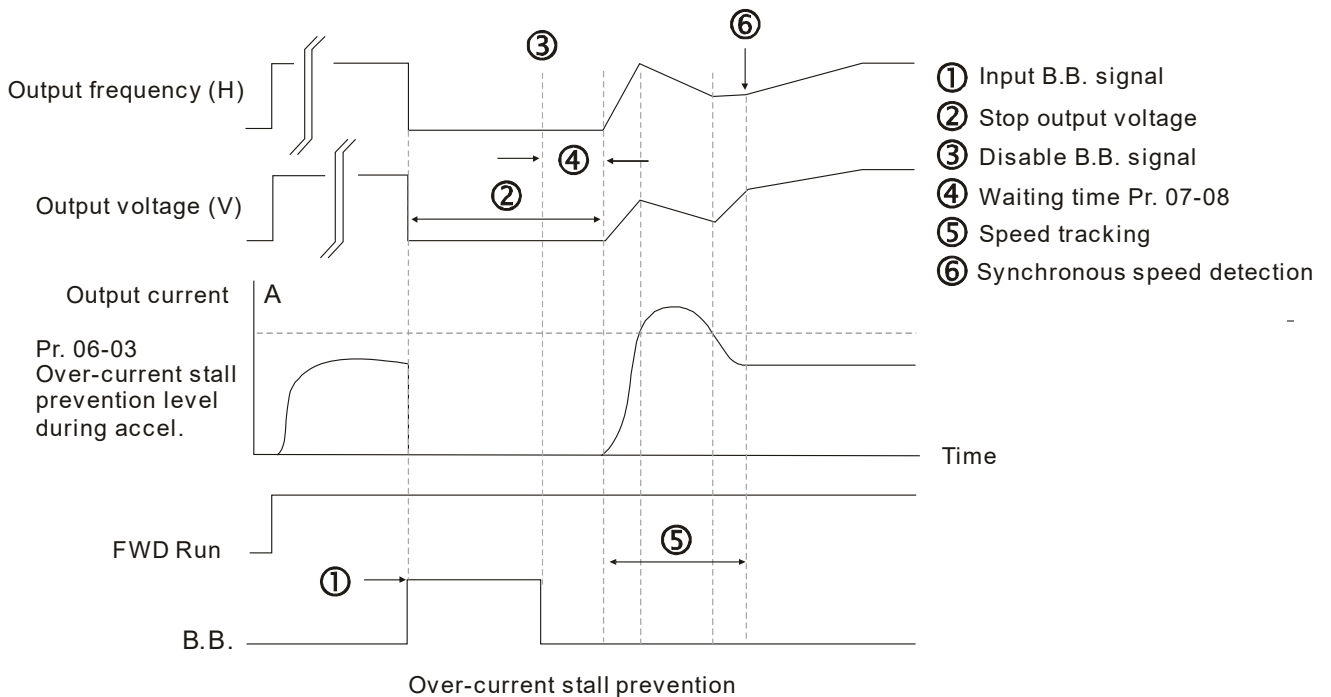 ⑥
③
Output frequency (H)
① Input B.B. signal
② Stop output voltage
③ Disable B.B. signal
④ Waiting time Pr. 07-08
⑤ Speed tracking
⑥ Synchronous speed detection
④
②
Output voltage (V)
Output current
A
Pr. 06-03
Over-current stall
prevention level
during accel.
Time
FWD Run
⑤
①
B.B.
Over-current stall prevention